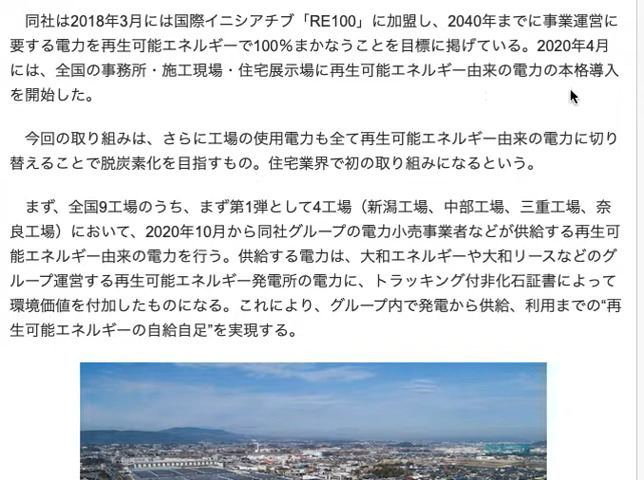 同社は2018年3月には国際イニシアチブ「RE100」に加盟し、2040年までに事業運営に
要する電力を再生可能エネルギーで100%まかなうことを目標に掲げている。2020年4月
には、全国の事務所・施工現場・住宅展示場に再生可能エネルギー由来の電力の本格導入
を開始した。
今回の取り組みは、さらに工場の使用電力も全て再生可能エネルギー由来の電力に切り
替えることで脱炭素化を目指すもの。住宅業界で初の取り組みになるという。
まず、全国9工場のうち、まず第1弾として4工場（新潟工場、中部工場、三重工場、奈
良工場）において、2020年10月から同社グループの電力小売事業者などが供給する再生可
能エネルギー由来の電力を行う。供給する電力は、大和エネルギーや大和リースなどのグ
ループ運営する再生可能エネルギー発電所の電力に、トラッキング付非化石証書によって
環境価値を付加したものになる。これにより、グループ内で発電から供給、利用までの“再
生可能エネルギーの自給自足”を実現する。